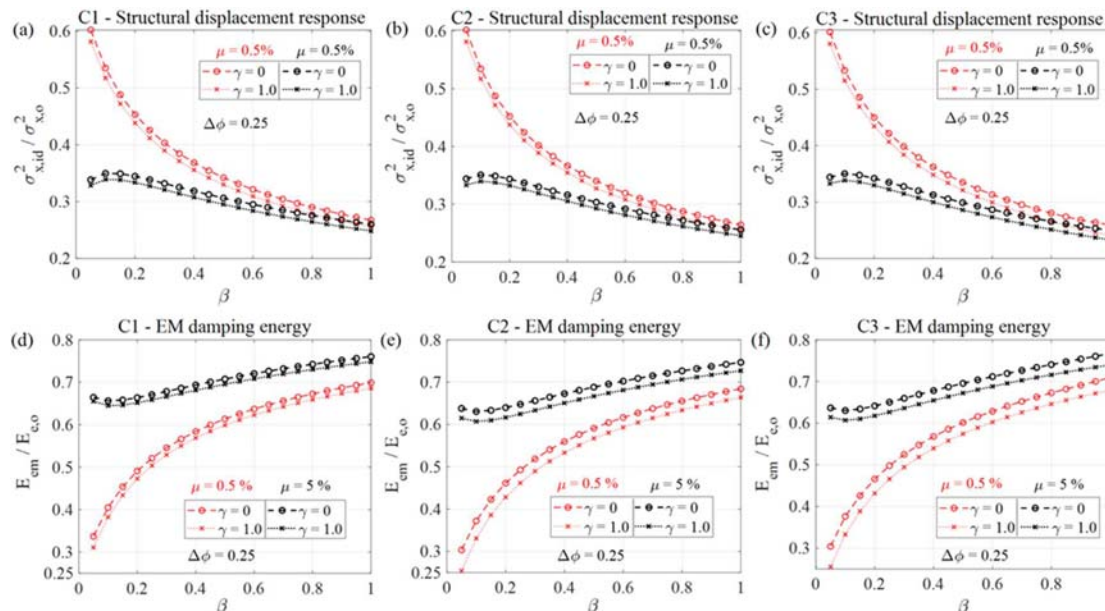 (a) C1 - Structural displacement response
0.6
0.5
0.4
0.3
0.2
σ²x,id / σ²x,o
μ = 0.5% μ = 0.5%
γ = 0 γ = 0
γ = 1.0 γ = 1.0
Δϕ = 0.25
0 0.2 0.4 0.6 0.8 1
β
(b) C2 - Structural displacement response
0.6
0.5
0.4
0.3
0.2
σ²x,id / σ²x,o
μ = 0.5% μ = 0.5%
γ = 0 γ = 0
γ = 1.0 γ = 1.0
Δϕ = 0.25
0 0.2 0.4 0.6 0.8 1
β
(c) C3 - Structural displacement response
0.6
0.5
0.4
0.3
0.2
σ²x,id / σ²x,o
μ = 0.5% μ = 0.5%
γ = 0 γ = 0
γ = 1.0 γ = 1.0
Δϕ = 0.25
0 0.2 0.4 0.6 0.8
β
(d) C1 - EM damping energy
0.8
0.7
0.6
0.5
0.4
0.3
0.25
Eem / Ee,o
μ = 0.5 % μ = 5 %
γ = 0 γ = 0
γ = 1.0 γ = 1.0
Δϕ = 0.25
0 0.2 0.4 0.6 0.8 1
β
(e) C2 - EM damping energy
0.8
0.7
0.6
0.5
0.4
0.3
0.25
Eem / Ee,o
μ = 0.5 % μ = 5 %
γ = 0 γ = 0
γ = 1.0 γ = 1.0
Δϕ = 0.25
0 0.2 0.4 0.6 0.8 1
β
(f) C3 - EM damping energy
0.8
0.7
0.6
0.5
0.4
0.3
Eem / Ee,o
μ = 0.5 % μ = 5 %
γ = 0 γ = 0
γ = 1.0 γ = 1.0
Δϕ = 0.25
0 0.2 0.4 0.6 0.8
β